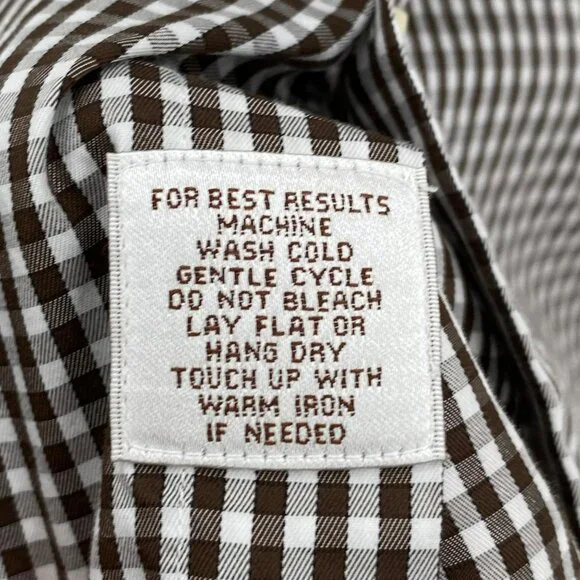 FOR BEST RESULTS
MACHINE
WASH COLD
GENTLE CYCLE
DO NOT BLEACH
LAY FLAT OR
HANG DRY
TOUCH UP WITH
WARM IRON
IF NEEDED